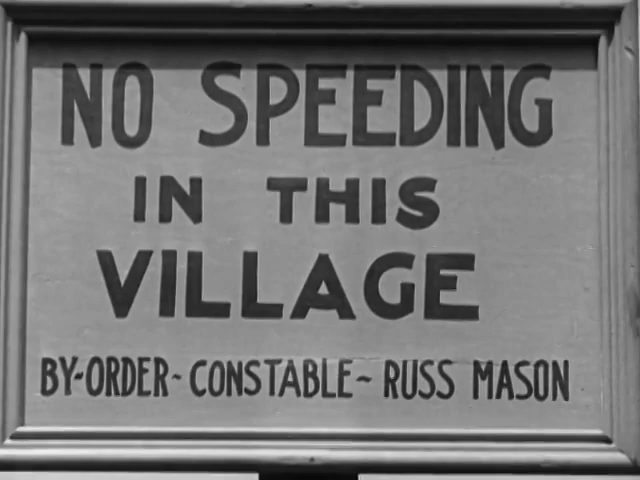 NO SPEEDING
IN THIS
VILLAGE
BY-ORDER~CONSTABLE~RUSS MASON